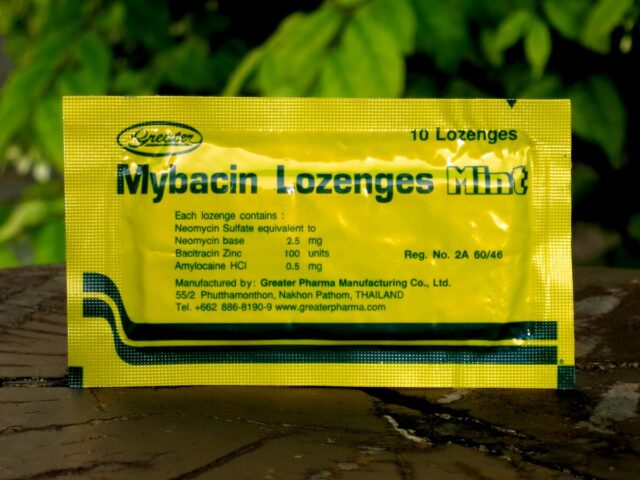 Greater
10 Lozenges
Mybacin Lozenges Mint
Each lozenge contains :
Neomycin Sulfate equivalent to
Neomycin base 2.5 mg
Bacitracin Zinc 100 units
Amylocaine HCl 0.5 mg
Reg. No. 2A 60/46
Manufactured by : Greater Pharma Manufacturing Co., Ltd.
55/2 Phutthamonthon, Nakhon Pathom, THAILAND
Tel. +662 886-8190-9 www.greaterpharma.com